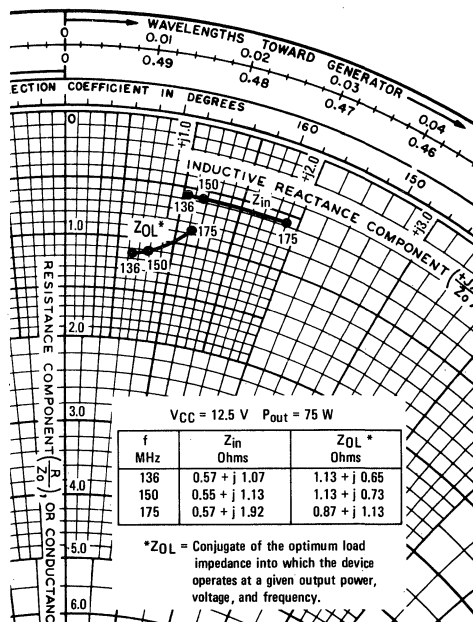 0
WAVELENGTHS TOWARD GENERATOR
0.01
0.02
0.03
0.04
0
0.49
0.48
0.47
0.46
ECTION COEFFICIENT IN DEGREES
160
150
0
+j1.0
+j2.0
+j3.0
INDUCTIVE REACTANCE COMPONENT
136
150
Zin
175
ZOL*
175
136
150
1.0
2.0
3.0
4.0
5.0
6.0
RESISTANCE COMPONENT (R/Zo), OR CONDUCTANC
VCC = 12.5 V Pout = 75 W
f
MHz
Zin
Ohms
ZOL *
Ohms
136 0.57 + j 1.07 1.13 + j 0.65
150 0.55 + j 1.13 1.13 + j 0.73
175 0.57 + j 1.92 0.87 + j 1.13
*ZOL = Conjugate of the optimum load
impedance into which the device
operates at a given output power,
voltage, and frequency.